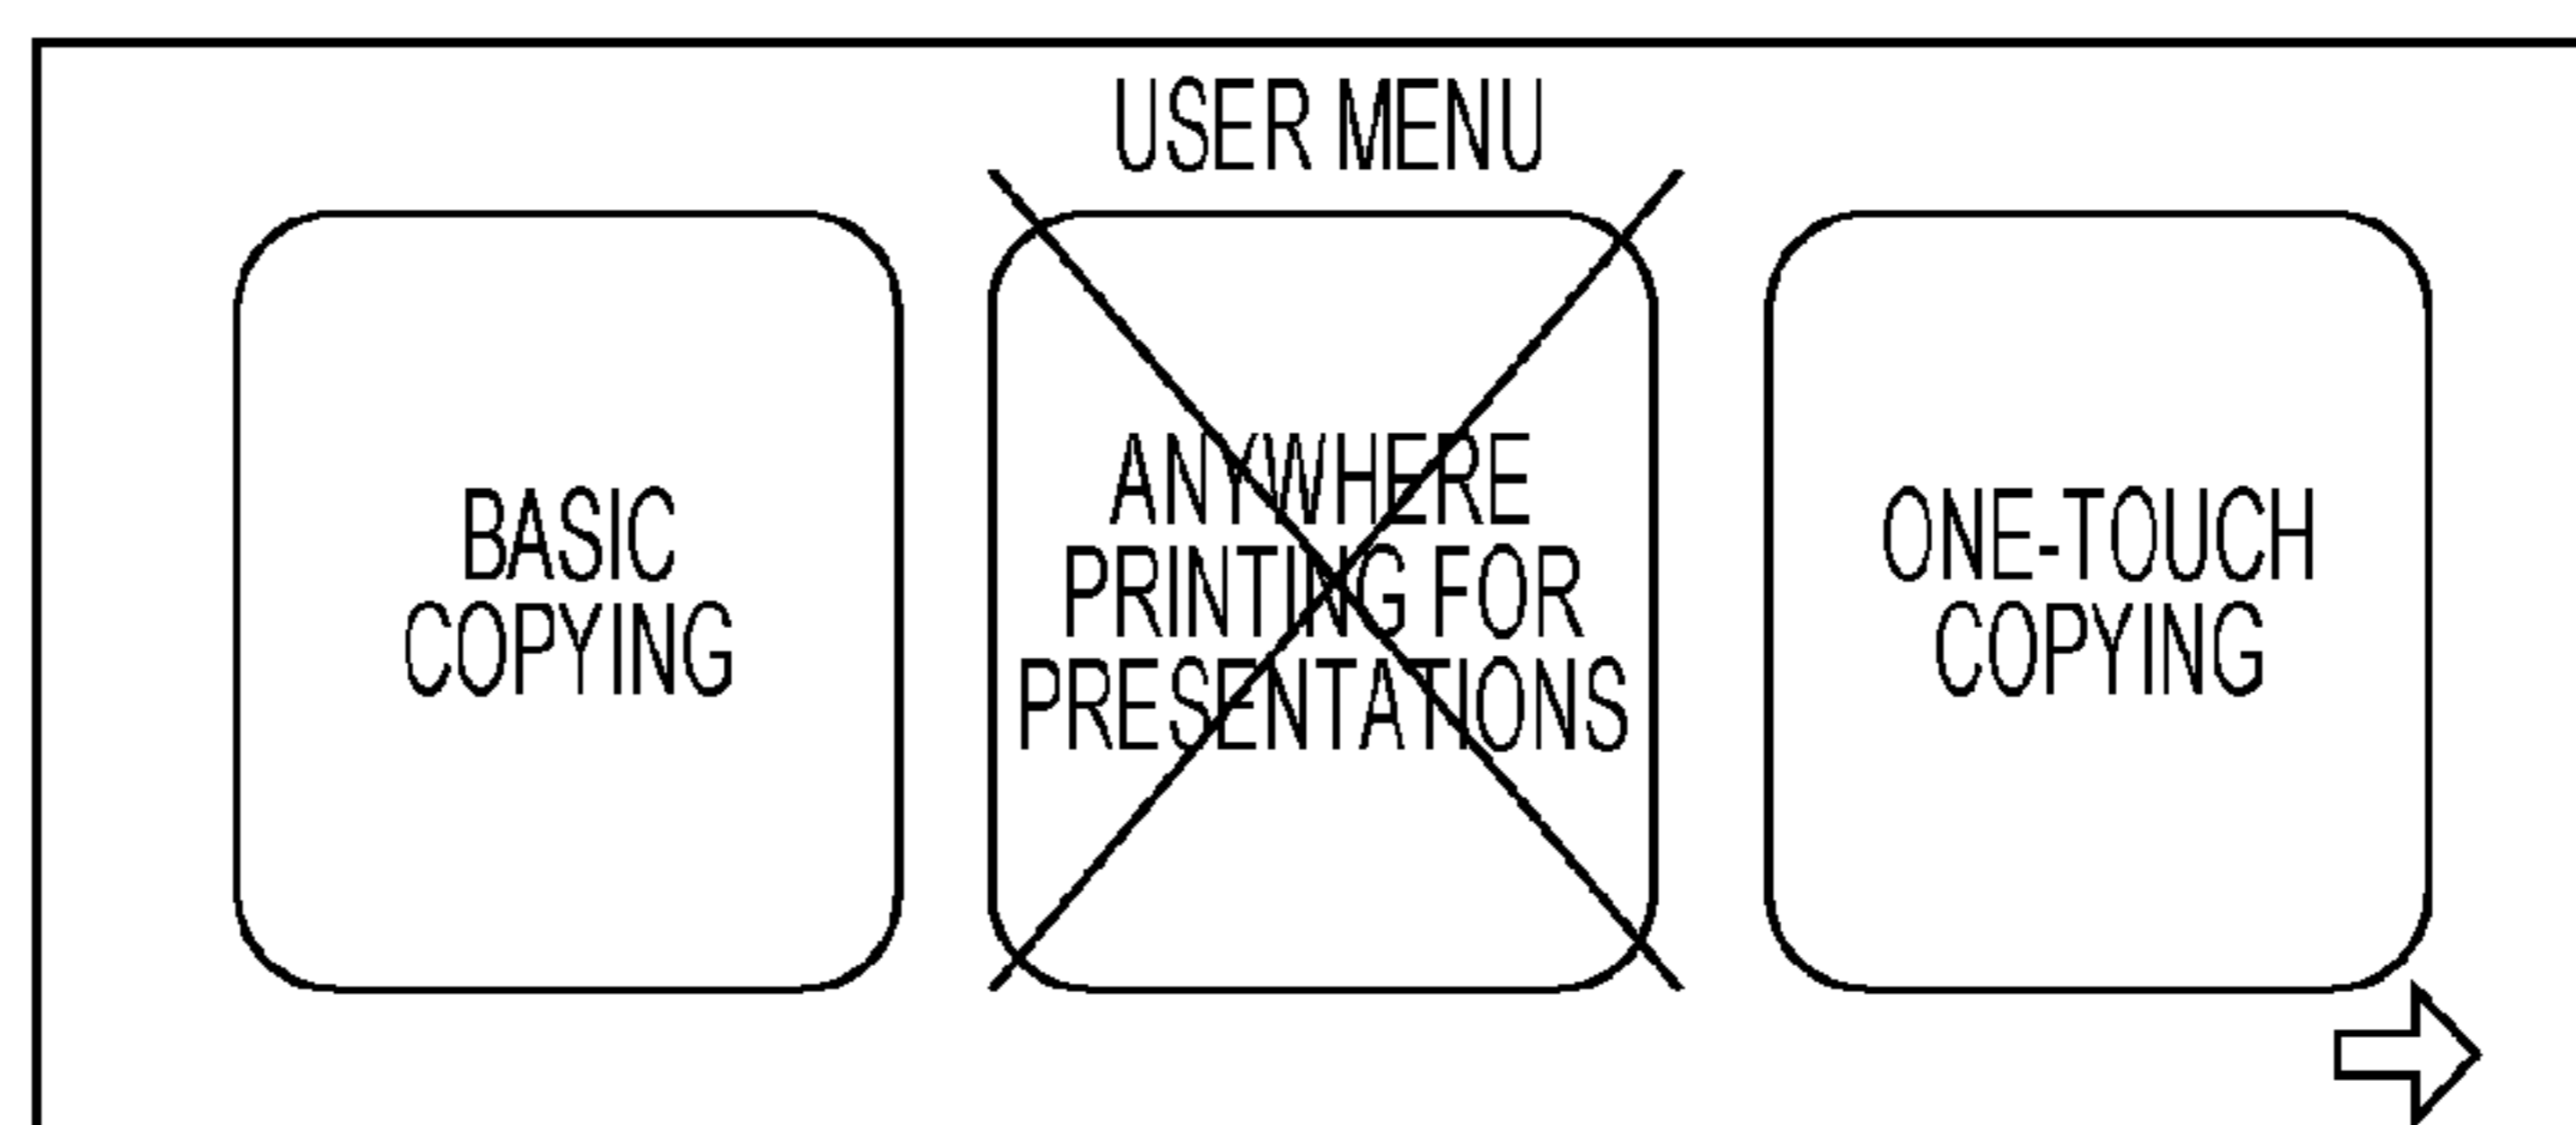 USER MENU
BASIC
COPYING
ANYWHERE
PRINTING FOR
PRESENTATIONS
ONE-TOUCH
COPYING